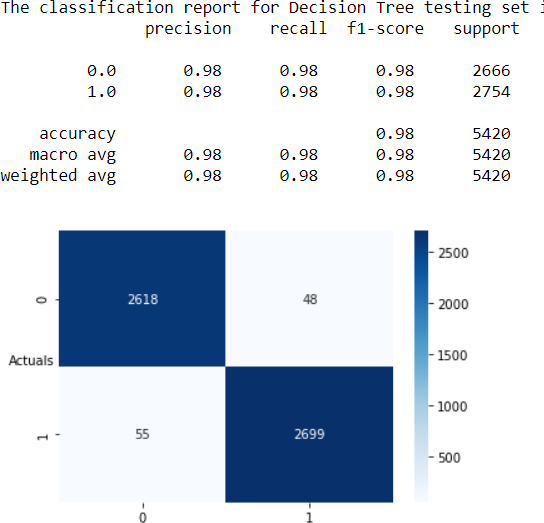 The classification report for Decision Tree testing set i
precision recall f1-score support
0.0 0.98 0.98 0.98 2666
1.0 0.98 0.98 0.98 2754
accuracy 0.98 5420
macro avg 0.98 0.98 0.98 5420
weighted avg 0.98 0.98 0.98 5420
2500
0 2618 48
2000
Actuals
1500
1000
1 55 2699
500
0 1